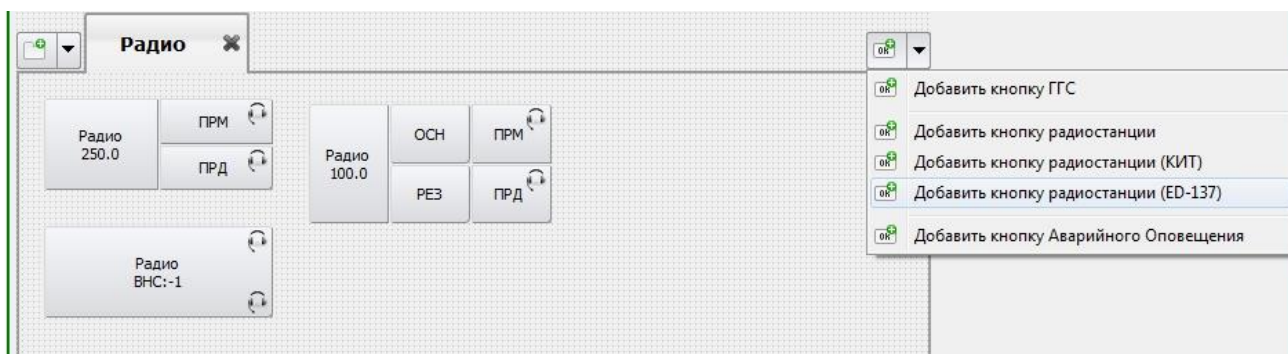 Радио
Радио
250.0
ПРМ
ПРД
Радио
100.0
ОСН
ПРМ
РЕЗ
ПРД
Радио
ВНС:-1
ОК
Добавить кнопку ГГС
Добавить кнопку радиостанции
Добавить кнопку радиостанции (КИТ)
Добавить кнопку радиостанции (ED-137)
Добавить кнопку Аварийного Оповещения